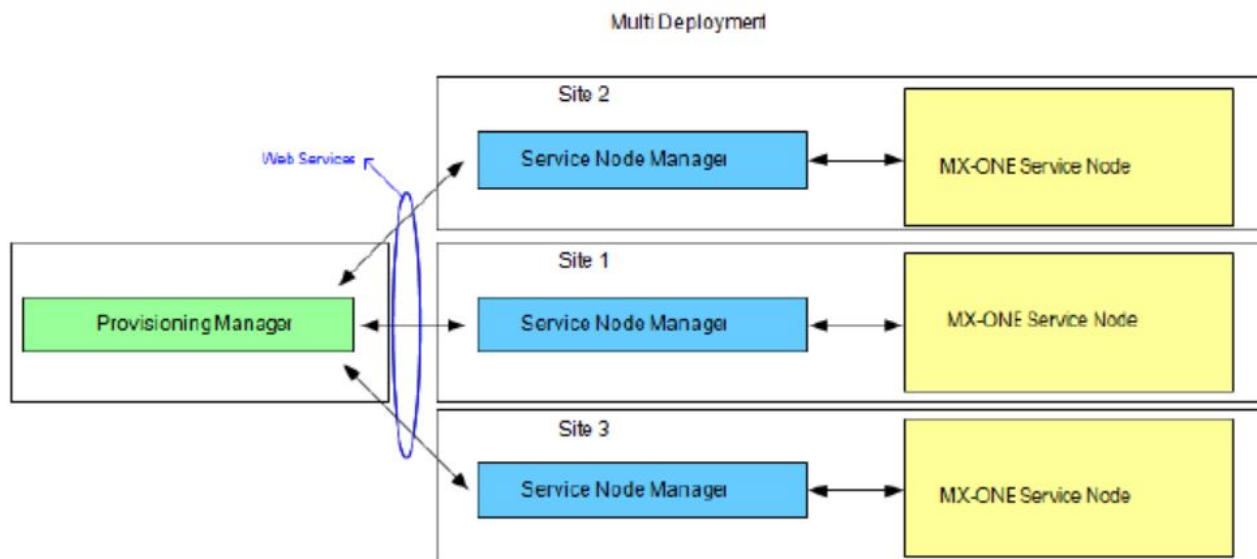 Multi Deployment
Site 2
Web Services
Service Node Manager
MX-ONE Service Node
Site 1
Provisioning Manager
Service Node Manager
MX-ONE Service Node
Site 3
Service Node Manager
MX-ONE Service Node